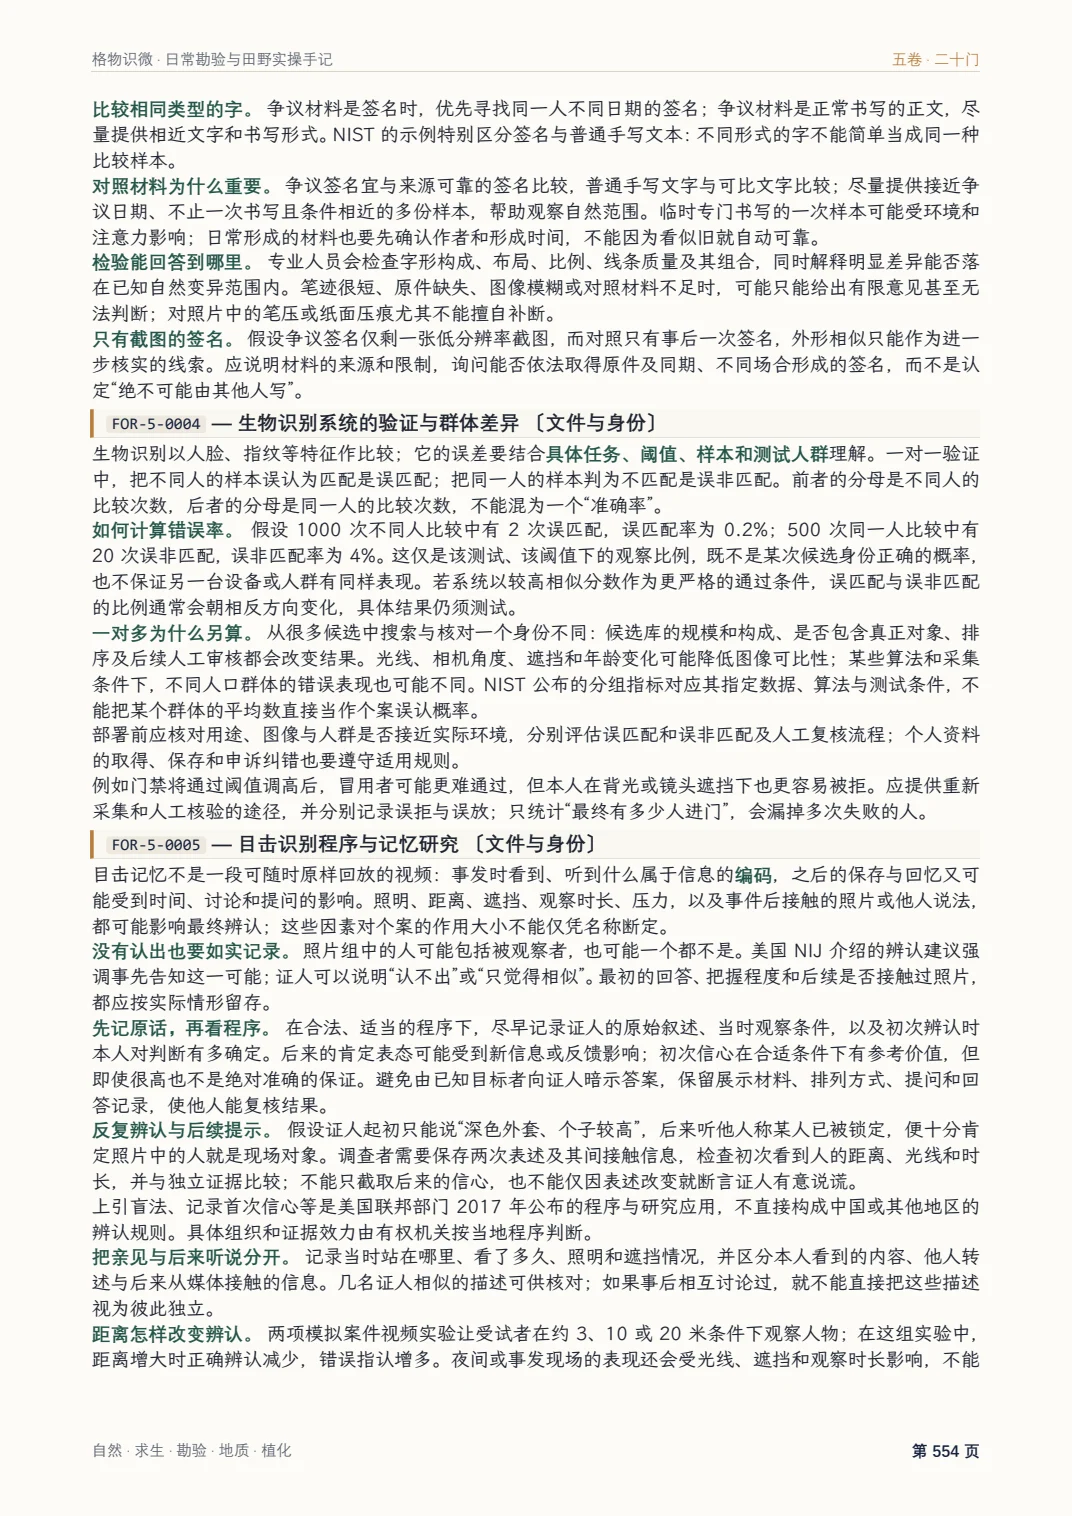 格物识微 · 日常勘验与田野实操手记
五卷 · 二十门
比较相同类型的字。 争议材料是签名时，优先寻找同一人不同日期的签名；争议材料是正常书写的正文，尽
量提供相近文字和书写形式。NIST 的示例特别区分签名与普通手写文本：不同形式的字不能简单当成同一种
比较样本。
对照材料为什么重要。 争议签名宜与来源可靠的签名比较，普通手写文字与可比文字比较；尽量提供接近争
议日期、不止一次书写且条件相近的多份样本，帮助观察自然范围。临时专门书写的一次样本可能受环境和
注意力影响；日常形成的材料也要先确认作者和形成时间，不能因为看似旧就自动可靠。
检验能回答到哪里。 专业人员会检查字形构成、布局、比例、线条质量及其组合，同时解释明显差异能否落
在已知自然变异范围内。笔迹很短、原件缺失、图像模糊或对照材料不足时，可能只能给出有限意见甚至无
法判断；对照片中的笔压或纸面压痕尤其不能擅自补断。
只有截图的签名。 假设争议签名仅剩一张低分辨率截图，而对照只有事后一次签名，外形相似只能作为进一
步核实的线索。应说明材料的来源和限制，询问能否依法取得原件及同期、不同场合形成的签名，而不是认
定“绝不可能由其他人写”。
FOR-5-0004 — 生物识别系统的验证与群体差异 〔文件与身份〕
生物识别以人脸、指纹等特征作比较；它的误差要结合具体任务、阈值、样本和测试人群理解。一对一验证
中，把不同人的样本误认为匹配是误匹配；把同一人的样本判为不匹配是误非匹配。前者的分母是不同人的
比较次数，后者的分母是同一人的比较次数，不能混为一个“准确率”。
如何计算错误率。 假设 1000 次不同人比较中有 2 次误匹配，误匹配率为 0.2%；500 次同一人比较中有
20 次误非匹配，误非匹配率为 4%。这仅是该测试、该阈值下的观察比例，既不是某次候选身份正确的概率，
也不保证另一台设备或人群有同样表现。若系统以较高相似分数作为更严格的通过条件，误匹配与误非匹配
的比例通常会朝相反方向变化，具体结果仍须测试。
一对多为什么另算。 从很多候选中搜索与核对一个身份不同：候选库的规模和构成、是否包含真正对象、排
序及后续人工审核都会改变结果。光线、相机角度、遮挡和年龄变化可能降低图像可比性；某些算法和采集
条件下，不同人口群体的错误表现也可能不同。NIST 公布的分组指标对应其指定数据、算法与测试条件，不
能把某个群体的平均数直接当作个案误认概率。
部署前应核对用途、图像与人群是否接近实际环境，分别评估误匹配和误非匹配及人工复核流程；个人资料
的取得、保存和申诉纠错也要遵守适用规则。
例如门禁将通过阈值调高后，冒用者可能更难通过，但本人在背光或镜头遮挡下也更容易被拒。应提供重新
采集和人工核验的途径，并分别记录误拒与误放；只统计“最终有多少人进门”，会漏掉多次失败的人。
FOR-5-0005 — 目击识别程序与记忆研究 〔文件与身份〕
目击记忆不是一段可随时原样回放的视频：事发时看到、听到什么属于信息的编码，之后的保存与回忆又可
能受到时间、讨论和提问的影响。照明、距离、遮挡、观察时长、压力，以及事件后接触的照片或他人说法，
都可能影响最终辨认；这些因素对个案的作用大小不能仅凭名称断定。
没有认出也要如实记录。 照片组中的人可能包括被观察者，也可能一个都不是。美国 NIJ 介绍的辨认建议强
调事先告知这一可能；证人可以说明“认不出”或“只觉得相似”。最初的回答、把握程度和后续是否接触过照片，
都应按实际情形留存。
先记原话，再看程序。 在合法、适当的程序下，尽早记录证人的原始叙述、当时观察条件，以及初次辨认时
本人对判断有多确定。后来的肯定表态可能受到新信息或反馈影响；初次信心在合适条件下有参考价值，但
即使很高也不是绝对准确的保证。避免由已知目标者向证人暗示答案，保留展示材料、排列方式、提问和回
答记录，使他人能复核结果。
反复辨认与后续提示。 假设证人起初只能说“深色外套、个子较高”，后来听他人称某人已被锁定，便十分肯
定照片中的人就是现场对象。调查者需要保存两次表述及其间接触信息，检查初次看到人的距离、光线和时
长，并与独立证据比较；不能只截取后来的信心，也不能仅因表述改变就断言证人有意说谎。
上引盲法、记录首次信心等是美国联邦部门 2017 年公布的程序与研究应用，不直接构成中国或其他地区的
辨认规则。具体组织和证据效力由有权机关按当地程序判断。
把亲见与后来听说分开。 记录当时站在哪里、看了多久、照明和遮挡情况，并区分本人看到的内容、他人转
述与后来从媒体接触的信息。几名证人相似的描述可供核对；如果事后相互讨论过，就不能直接把这些描述
视为彼此独立。
距离怎样改变辨认。 两项模拟案件视频实验让受试者在约 3、10 或 20 米条件下观察人物；在这组实验中，
距离增大时正确辨认减少，错误指认增多。夜间或事发现场的表现还会受光线、遮挡和观察时长影响，不能
自然 · 求生 · 勘验 · 地质 · 植化
第 554 页